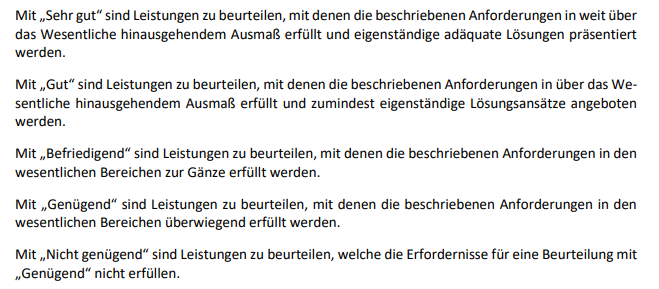 Mit „Sehr gut“ sind Leistungen zu beurteilen, mit denen die beschriebenen Anforderungen in weit über
das Wesentliche hinausgehendem Ausmaß erfüllt und eigenständige adäquate Lösungen präsentiert
werden.
Mit „Gut“ sind Leistungen zu beurteilen, mit denen die beschriebenen Anforderungen in über das We-
sentliche hinausgehendem Ausmaß erfüllt und zumindest eigenständige Lösungsansätze angeboten
werden.
Mit „Befriedigend“ sind Leistungen zu beurteilen, mit denen die beschriebenen Anforderungen in den
wesentlichen Bereichen zur Gänze erfüllt werden.
Mit „Genügend“ sind Leistungen zu beurteilen, mit denen die beschriebenen Anforderungen in den
wesentlichen Bereichen überwiegend erfüllt werden.
Mit „Nicht genügend“ sind Leistungen zu beurteilen, welche die Erfordernisse für eine Beurteilung mit
„Genügend“ nicht erfüllen.